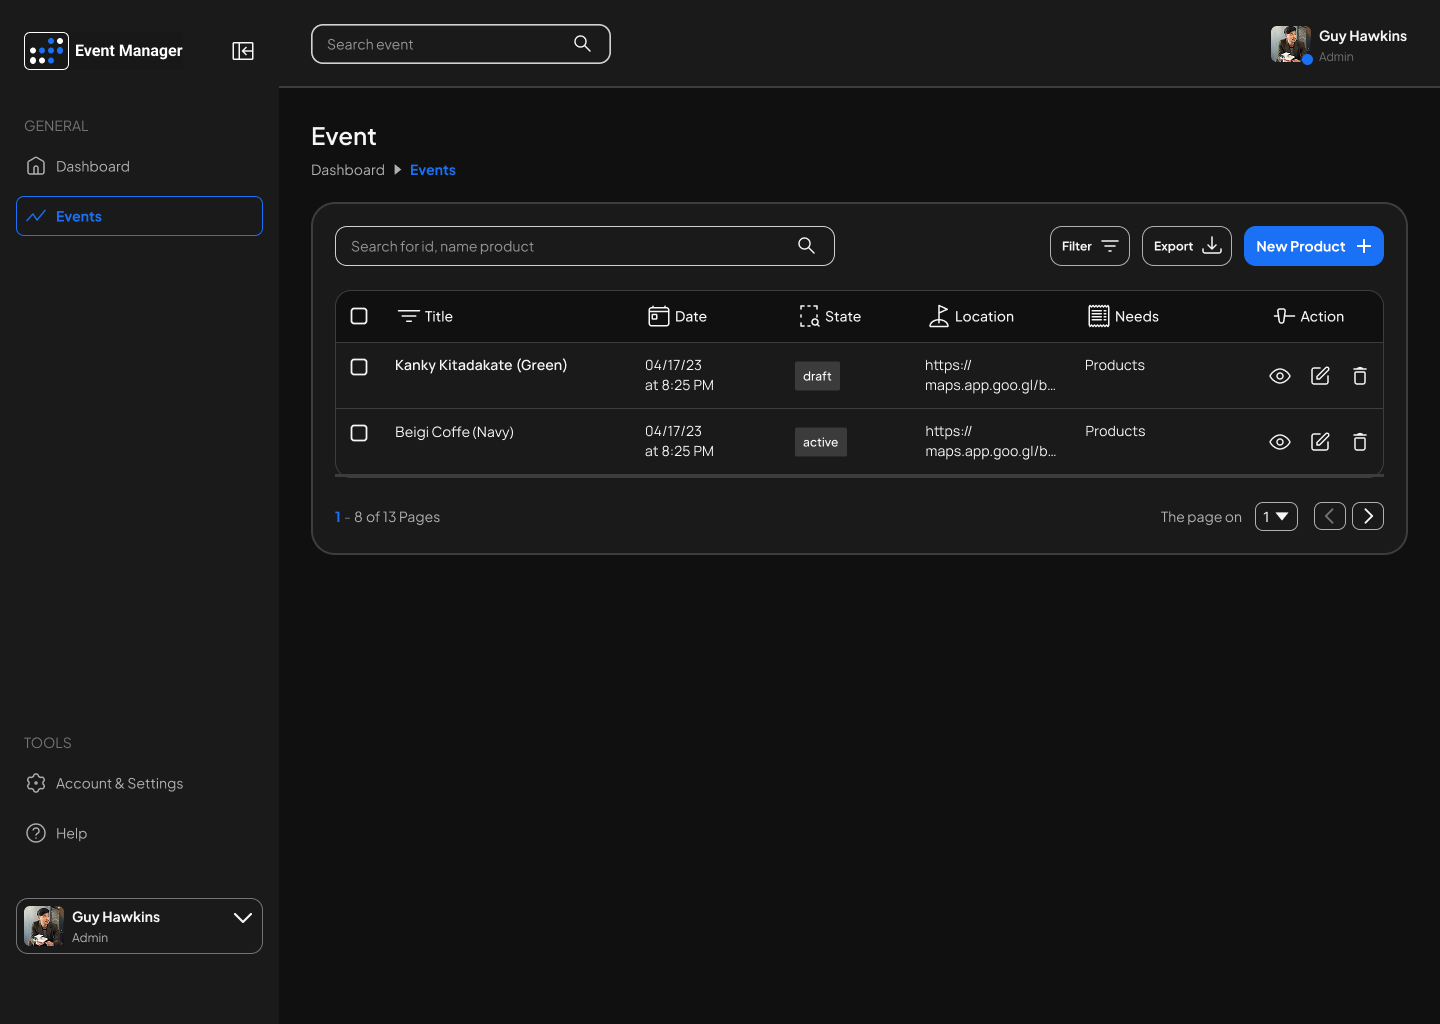 Event Manager
Search event
Guy Hawkins
Admin
GENERAL
Dashboard
Events
Event
Dashboard Events
Search for id, name product
Filter
Export
New Product
Title Date State Location Needs Action
Kanky Kitadakate (Green)
04/17/23
at 8:25 PM
draft
https://
maps.app.goo.gl/b...
Products
Beigi Coffe (Navy)
04/17/23
at 8:25 PM
active
https://
maps.app.goo.gl/b...
Products
1 - 8 of 13 Pages
The page on 1
TOOLS
Account & Settings
Help
Guy Hawkins
Admin